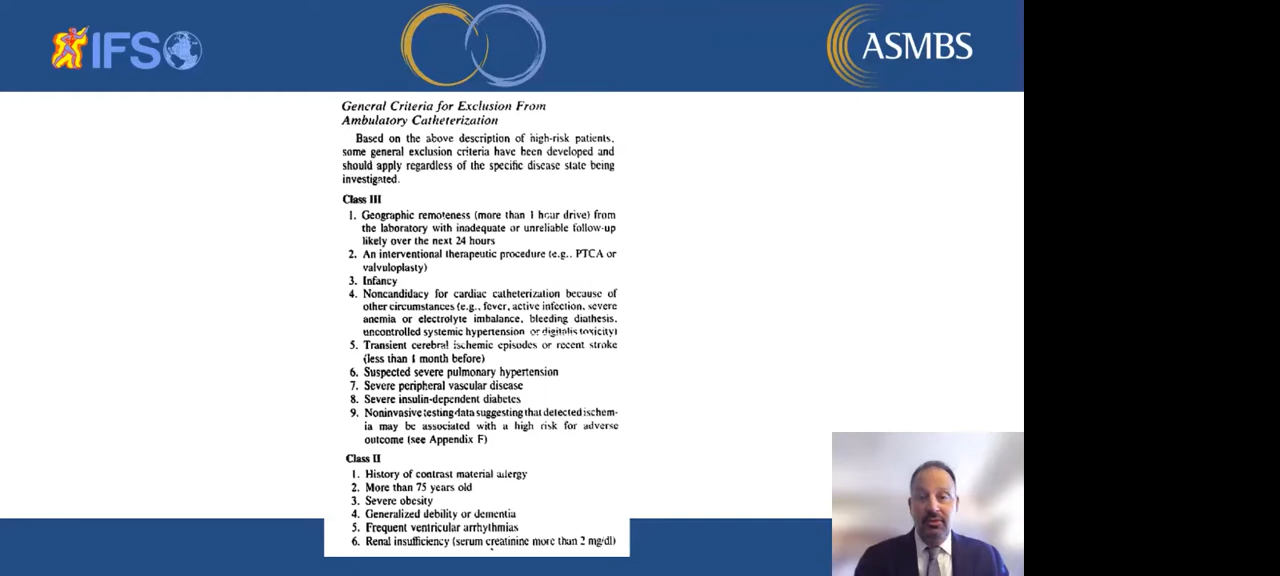 IFSO
ASMBS
General Criteria for Exclusion From
Ambulatory Catheterization
Based on the above description of high-risk patients,
some general exclusion criteria have been developed and
should apply regardless of the specific disease state being
investigated.
Class III
1. Geographic remoteness (more than 1 hour drive) from
the laboratory with inadequate or unreliable follow-up
likely over the next 24 hours
2. An interventional therapeutic procedure (e.g., PTCA or
valvuloplasty)
3. Infancy
4. Noncandidacy for cardiac catheterization because of
other circumstances (e.g., fever, active infection, severe
anemia or electrolyte imbalance, bleeding diathesis,
uncontrolled systemic hypertension or digitalis toxicity)
5. Transient cerebral ischemic episodes or recent stroke
(less than 1 month before)
6. Suspected severe pulmonary hypertension
7. Severe peripheral vascular disease
8. Severe insulin-dependent diabetes
9. Noninvasive testing data suggesting that detected ischem-
ia may be associated with a high risk for adverse
outcome (see Appendix F)
Class II
1. History of contrast material allergy
2. More than 75 years old
3. Severe obesity
4. Generalized debility or dementia
5. Frequent ventricular arrhythmias
6. Renal insufficiency (serum creatinine more than 2 mg/dl)